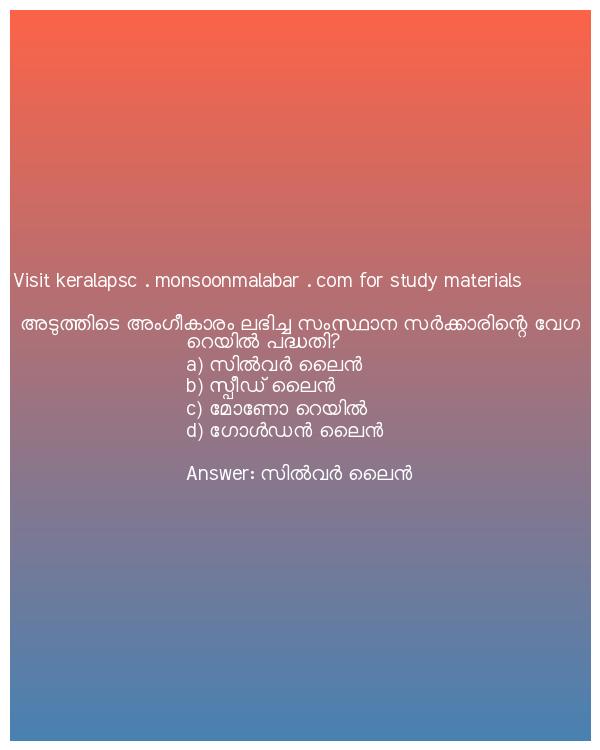 Visit keralapsc . monsoonmalabar . com for study materials
അടുത്തിടെ അംഗീകാരം ലഭിച്ച സംസ്ഥാന സർക്കാരിന്റെ വേഗ
റെയിൽ പദ്ധതി?
a) സിൽവർ ലൈൻ
b) സ്പീഡ് ലൈൻ
c) മോണോ റെയിൽ
d) ഗോൾഡൻ ലൈൻ
Answer: സിൽവർ ലൈൻ